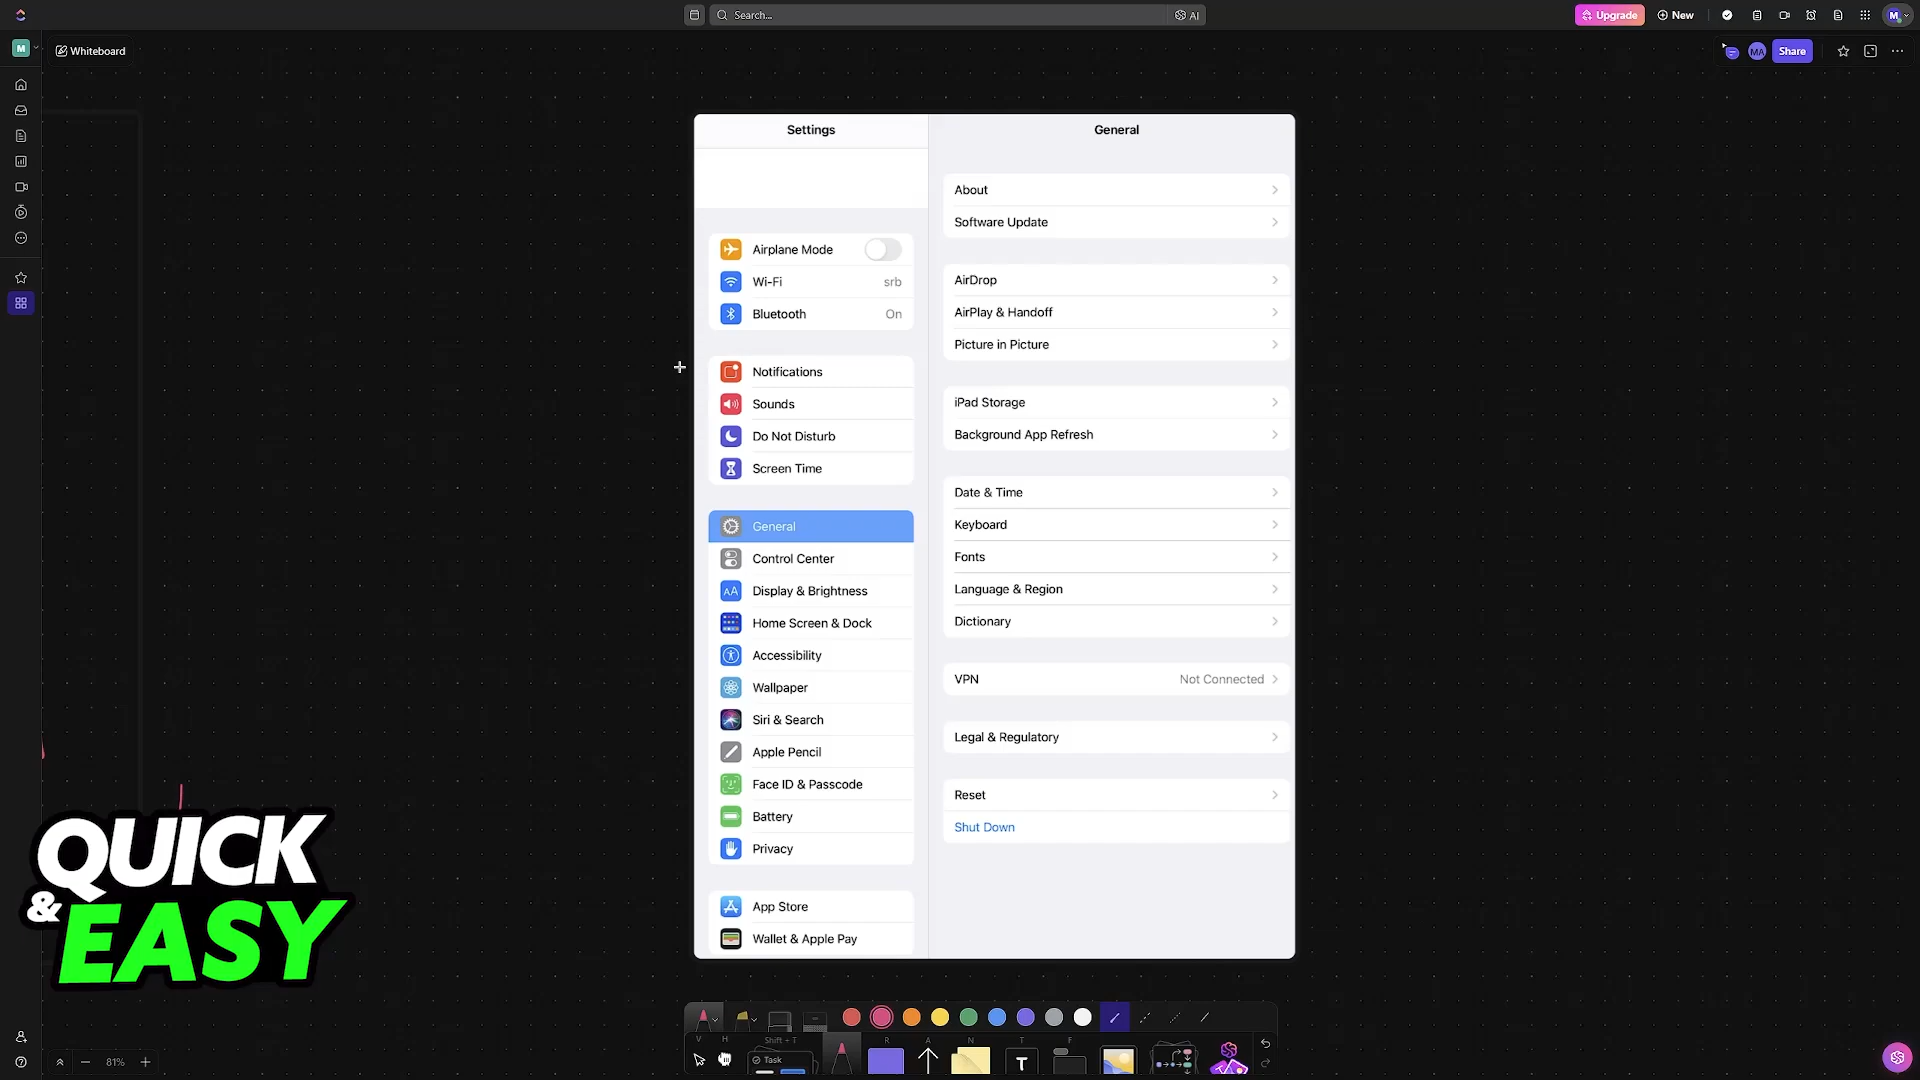 Search...
AI
Upgrade
New
M
M
Whiteboard
MA
Share
Settings
General
About
Software Update
Airplane Mode
Wi-Fi srb
Bluetooth On
AirDrop
AirPlay & Handoff
Picture in Picture
Notifications
Sounds
Do Not Disturb
Screen Time
iPad Storage
Background App Refresh
General
Control Center
AA Display & Brightness
Home Screen & Dock
Accessibility
Wallpaper
Siri & Search
Apple Pencil
Face ID & Passcode
Battery
Privacy
Date & Time
Keyboard
Fonts
Language & Region
Dictionary
VPN Not Connected
Legal & Regulatory
Reset
Shut Down
App Store
Wallet & Apple Pay
QUICK
& EASY
V H Shift + T R A N T F
Task
T
81%